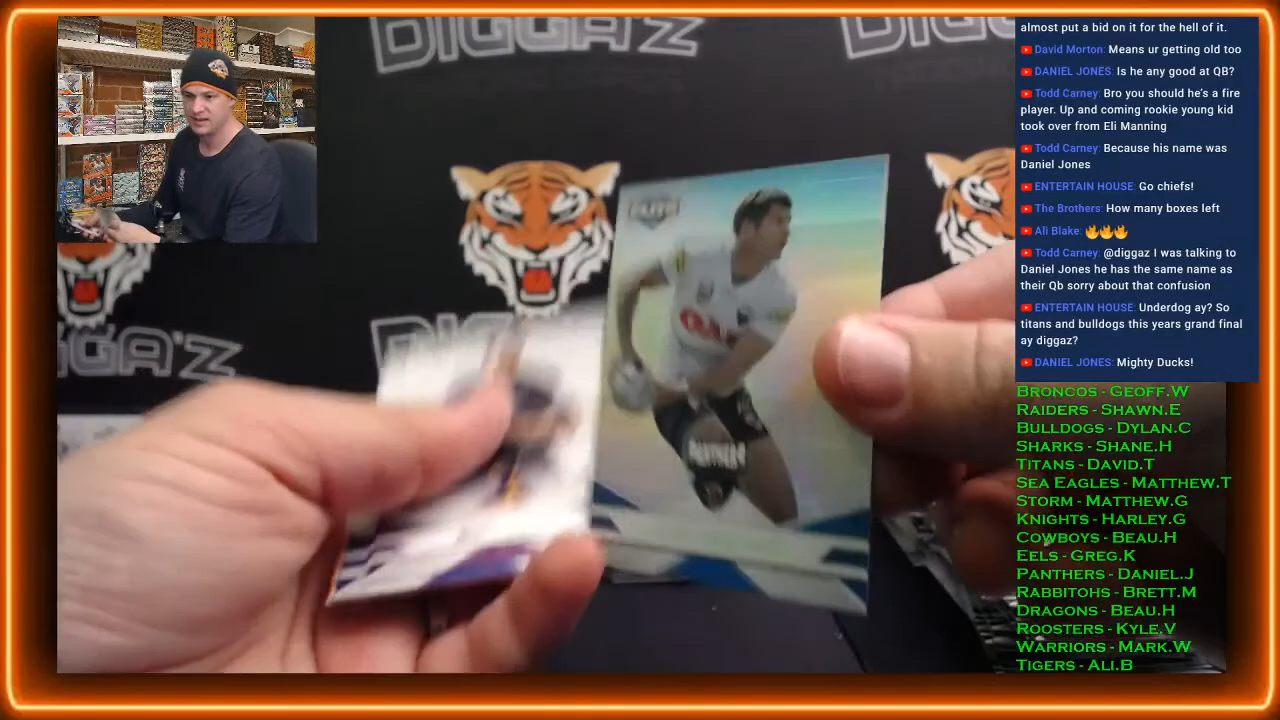 DIGGA'Z
almost put a bid on it for the hell of it.
David Morton: Means ur getting old too
DANIEL JONES: Is he any good at QB?
Todd Carney: Bro you should he's a fire
player. Up and coming rookie young kid
took over from Eli Manning
Todd Carney: Because his name was
Daniel Jones
ENTERTAIN HOUSE: Go chiefs!
The Brothers: How many boxes left
Ali Blake: 🔥🔥🔥
Todd Carney: @diggaz I was talking to
Daniel Jones he has the same name as
their Qb sorry about that confusion
ENTERTAIN HOUSE: Underdog ay? So
titans and bulldogs this years grand final
ay diggaz?
DANIEL JONES: Mighty Ducks!
DIGGA'Z
PANTHERS
BRONCOS - GEOFF.W
RAIDERS - SHAWN.E
BULLDOGS - DYLAN.C
SHARKS - SHANE.H
TITANS - DAVID.T
SEA EAGLES - MATTHEW.T
STORM - MATTHEW.G
KNIGHTS - HARLEY.G
COWBOYS - BEAU.H
EELS - GREG.K
PANTHERS - DANIEL.J
RABBITOHS - BRETT.M
DRAGONS - BEAU.H
ROOSTERS - KYLE.V
WARRIORS - MARK.W
TIGERS - ALI.B